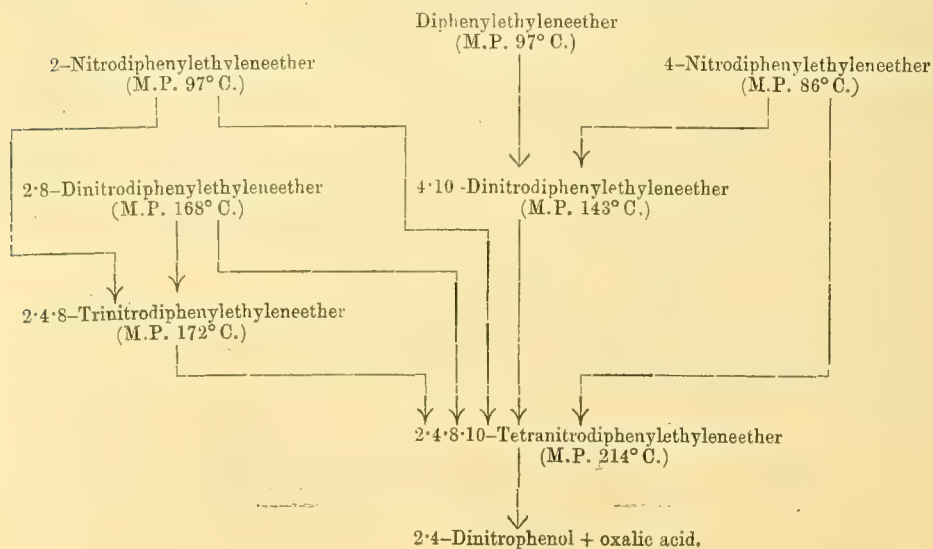 Diphenylethyleneether
(M.P. 97° C.)
2-Nitrodiphenylethyleneether
(M.P. 97° C.)
4-Nitrodiphenylethyleneether
(M.P. 86° C.)
2·8-Dinitrodiphenylethyleneether
(M.P. 168° C.)
4·10-Dinitrodiphenylethyleneether
(M.P. 143° C.)
2·4·8-Trinitrodiphenylethyleneether
(M.P. 172° C.)
2·4·8·10-Tetranitrodiphenylethyleneether
(M.P. 214° C.)
2·4-Dinitrophenol + oxalic acid.